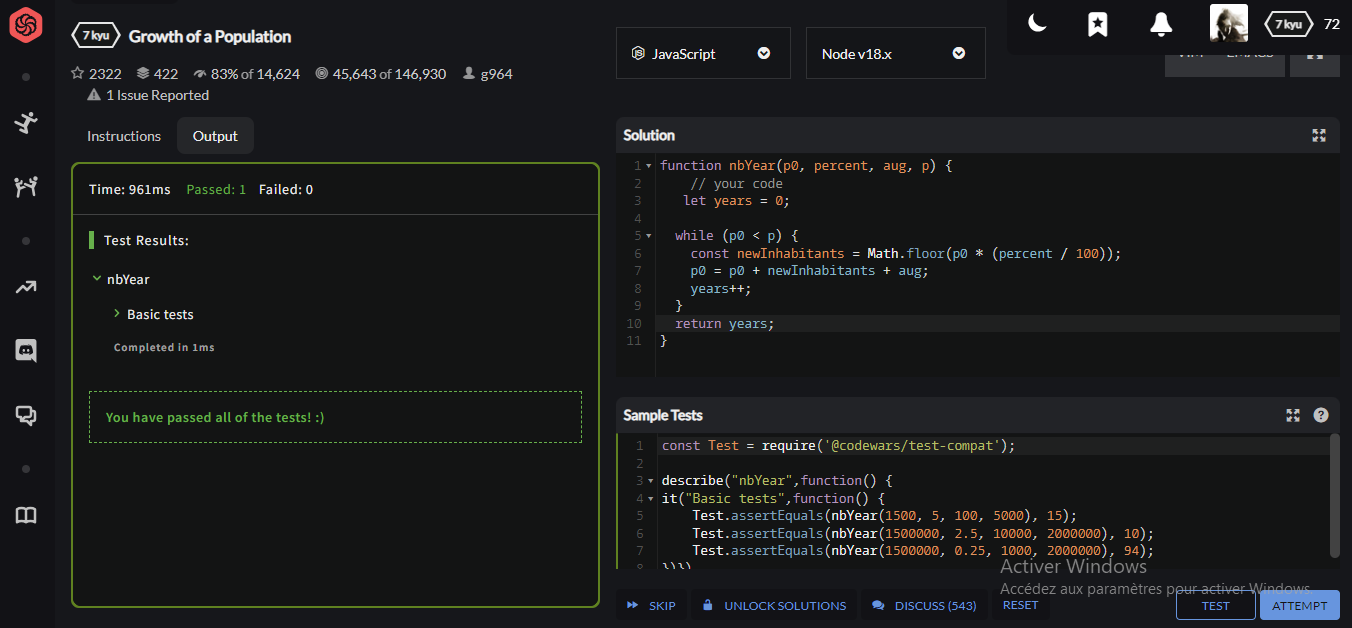 7 kyu Growth of a Population
2322 422 83% of 14,624 45,643 of 146,930 g964
1 Issue Reported
Instructions Output
Time: 961ms Passed: 1 Failed: 0
Test Results:
nbYear
Basic tests
Completed in 1ms
You have passed all of the tests! :)
JavaScript
Node v18.x
7 kyu 72
VIM EMACS
Solution
1 function nbYear(p0, percent, aug, p) {
2 // your code
3 let years = 0;
4
5 while (p0 < p) {
6 const newInhabitants = Math.floor(p0 * (percent / 100));
7 p0 = p0 + newInhabitants + aug;
8 years++;
9 }
10 return years;
11 }
Sample Tests
1 const Test = require('@codewars/test-compat');
2
3 describe("nbYear",function() {
4 it("Basic tests",function() {
5 Test.assertEquals(nbYear(1500, 5, 100, 5000), 15);
6 Test.assertEquals(nbYear(1500000, 2.5, 10000, 2000000), 10);
7 Test.assertEquals(nbYear(1500000, 0.25, 1000, 2000000), 94);
8 })})
Activer Windows
Accédez aux paramètres pour activer Windows.
SKIP UNLOCK SOLUTIONS DISCUSS (543) RESET TEST ATTEMPT